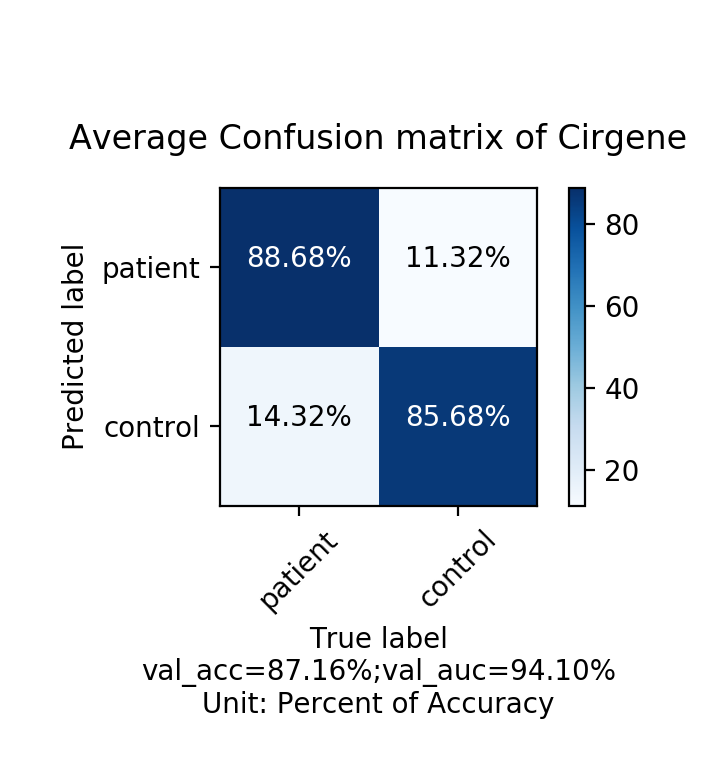 Average Confusion matrix of Cirgene
80
88.68%
11.32%
patient
60
Predicted label
40
14.32%
85.68%
control
20
patient
control
True label
val_acc=87.16%;val_auc=94.10%
Unit: Percent of Accuracy